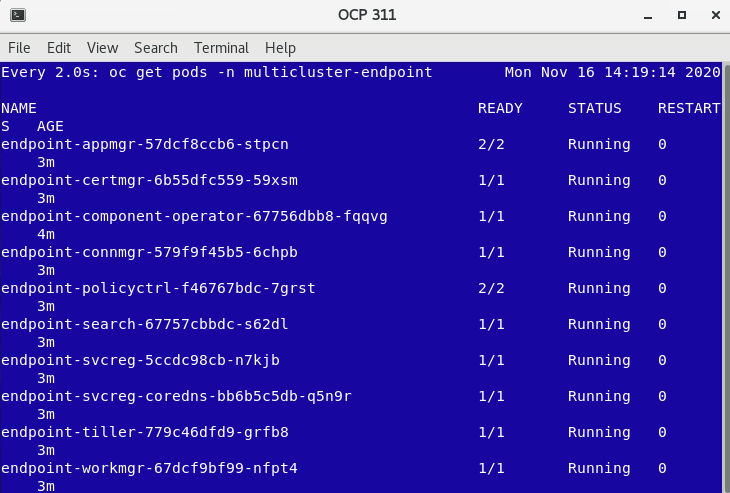 OCP 311
File Edit View Search Terminal Help
Every 2.0s: oc get pods -n multicluster-endpoint Mon Nov 16 14:19:14 2020
NAME READY STATUS RESTART
S AGE
endpoint-appmgr-57dcf8ccb6-stpcn 2/2 Running 0
3m
endpoint-certmgr-6b55dfc559-59xsm 1/1 Running 0
3m
endpoint-component-operator-67756dbb8-fqqvg 1/1 Running 0
4m
endpoint-connmgr-579f9f45b5-6chpb 1/1 Running 0
3m
endpoint-policyctrl-f46767bdc-7grst 2/2 Running 0
3m
endpoint-search-67757cbbdc-s62dl 1/1 Running 0
3m
endpoint-svcreg-5ccdc98cb-n7kjb 1/1 Running 0
3m
endpoint-svcreg-coredns-bb6b5c5db-q5n9r 1/1 Running 0
3m
endpoint-tiller-779c46dfd9-grfb8 1/1 Running 0
3m
endpoint-workmgr-67dcf9bf99-nfpt4 1/1 Running 0
3m